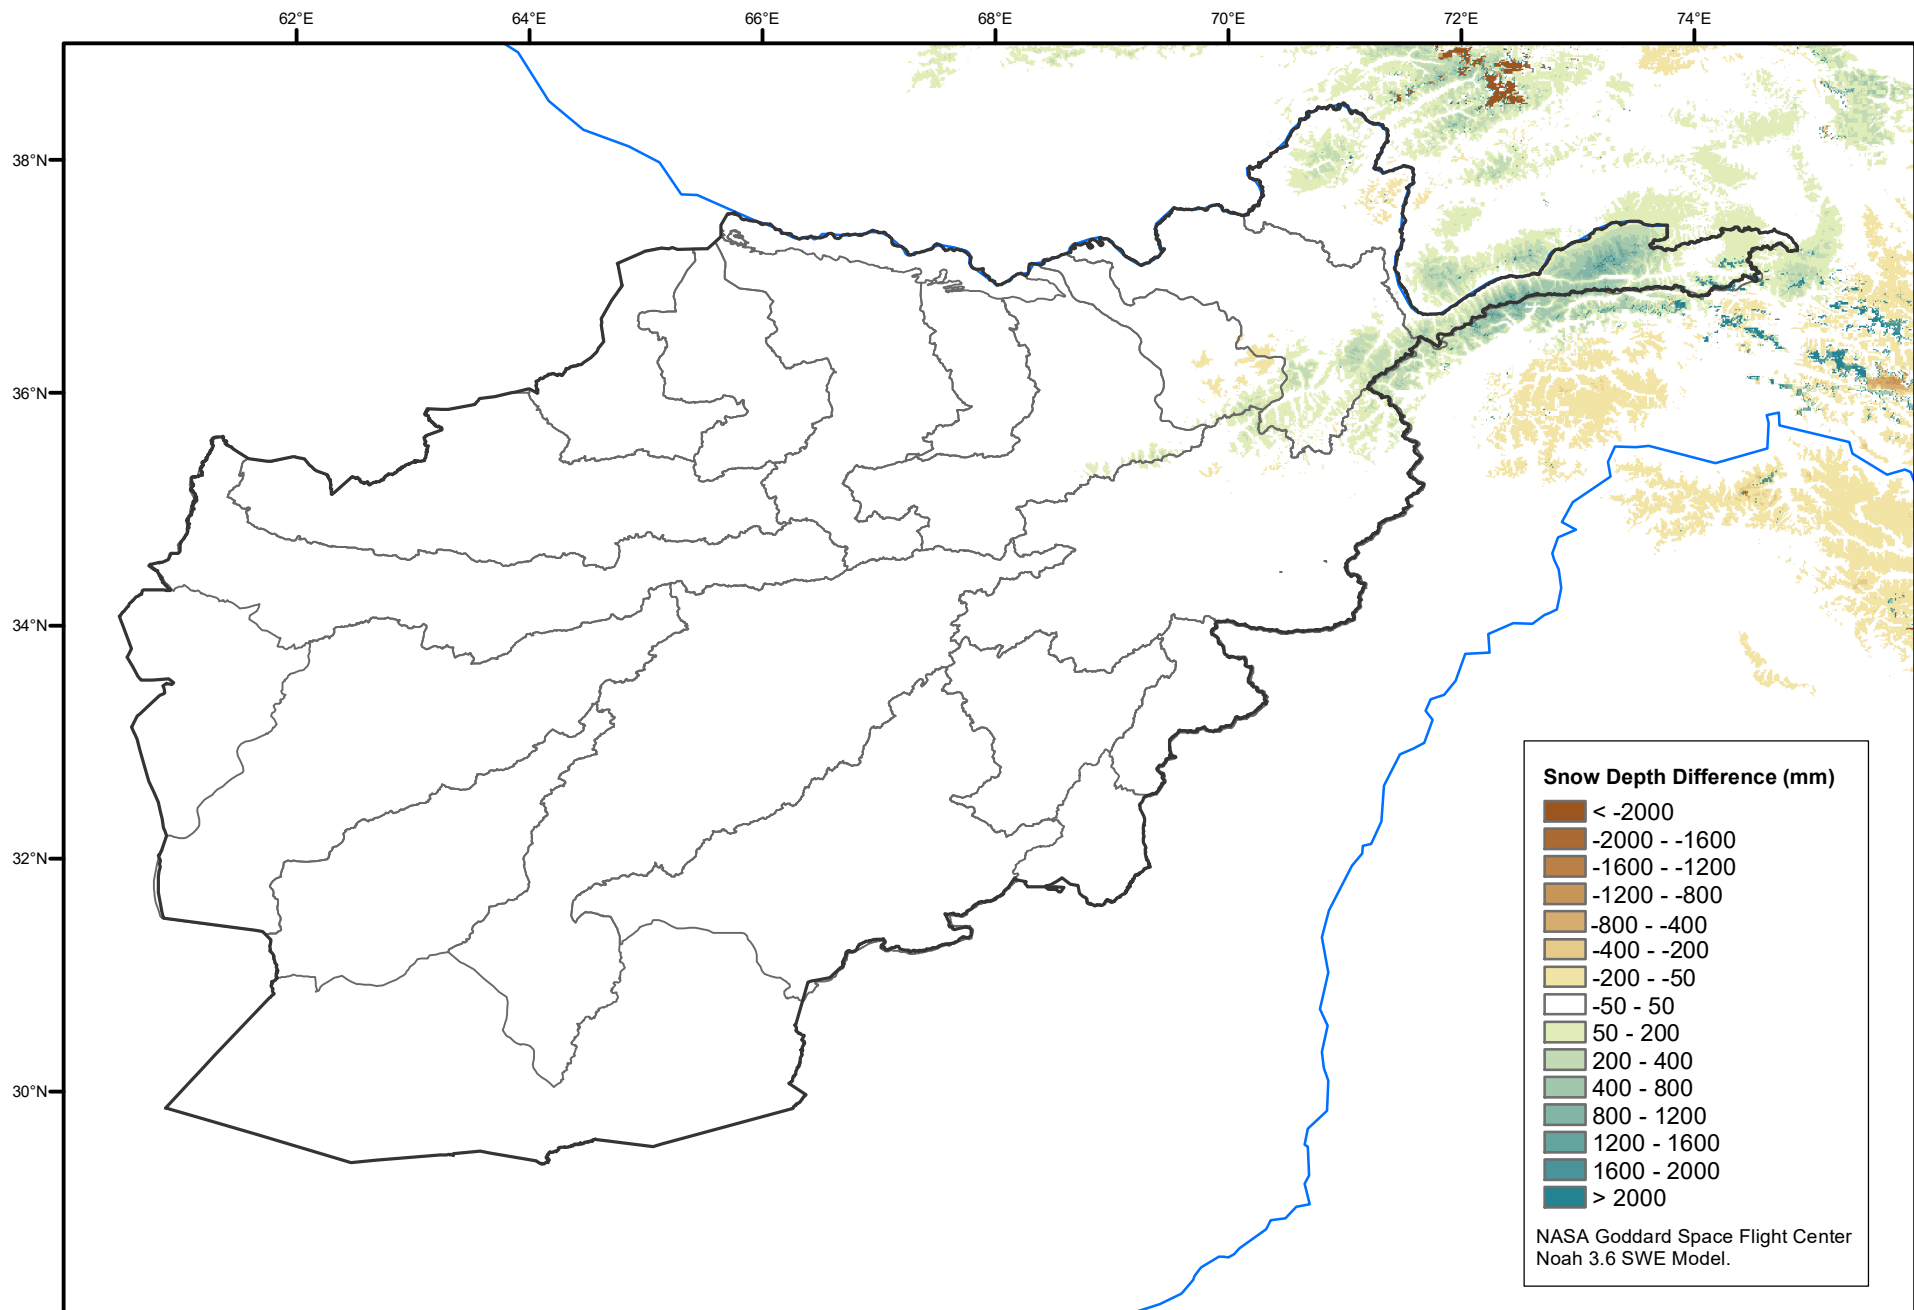 62°E 64°E 66°E 68°E 70°E 72°E 74°E
38°N
36°N
34°N
32°N
30°N
Snow Depth Difference (mm)
< -2000
-2000 - -1600
-1600 - -1200
-1200 - -800
-800 - -400
-400 - -200
-200 - -50
-50 - 50
50 - 200
200 - 400
400 - 800
800 - 1200
1200 - 1600
1600 - 2000
> 2000
NASA Goddard Space Flight Center
Noah 3.6 SWE Model.